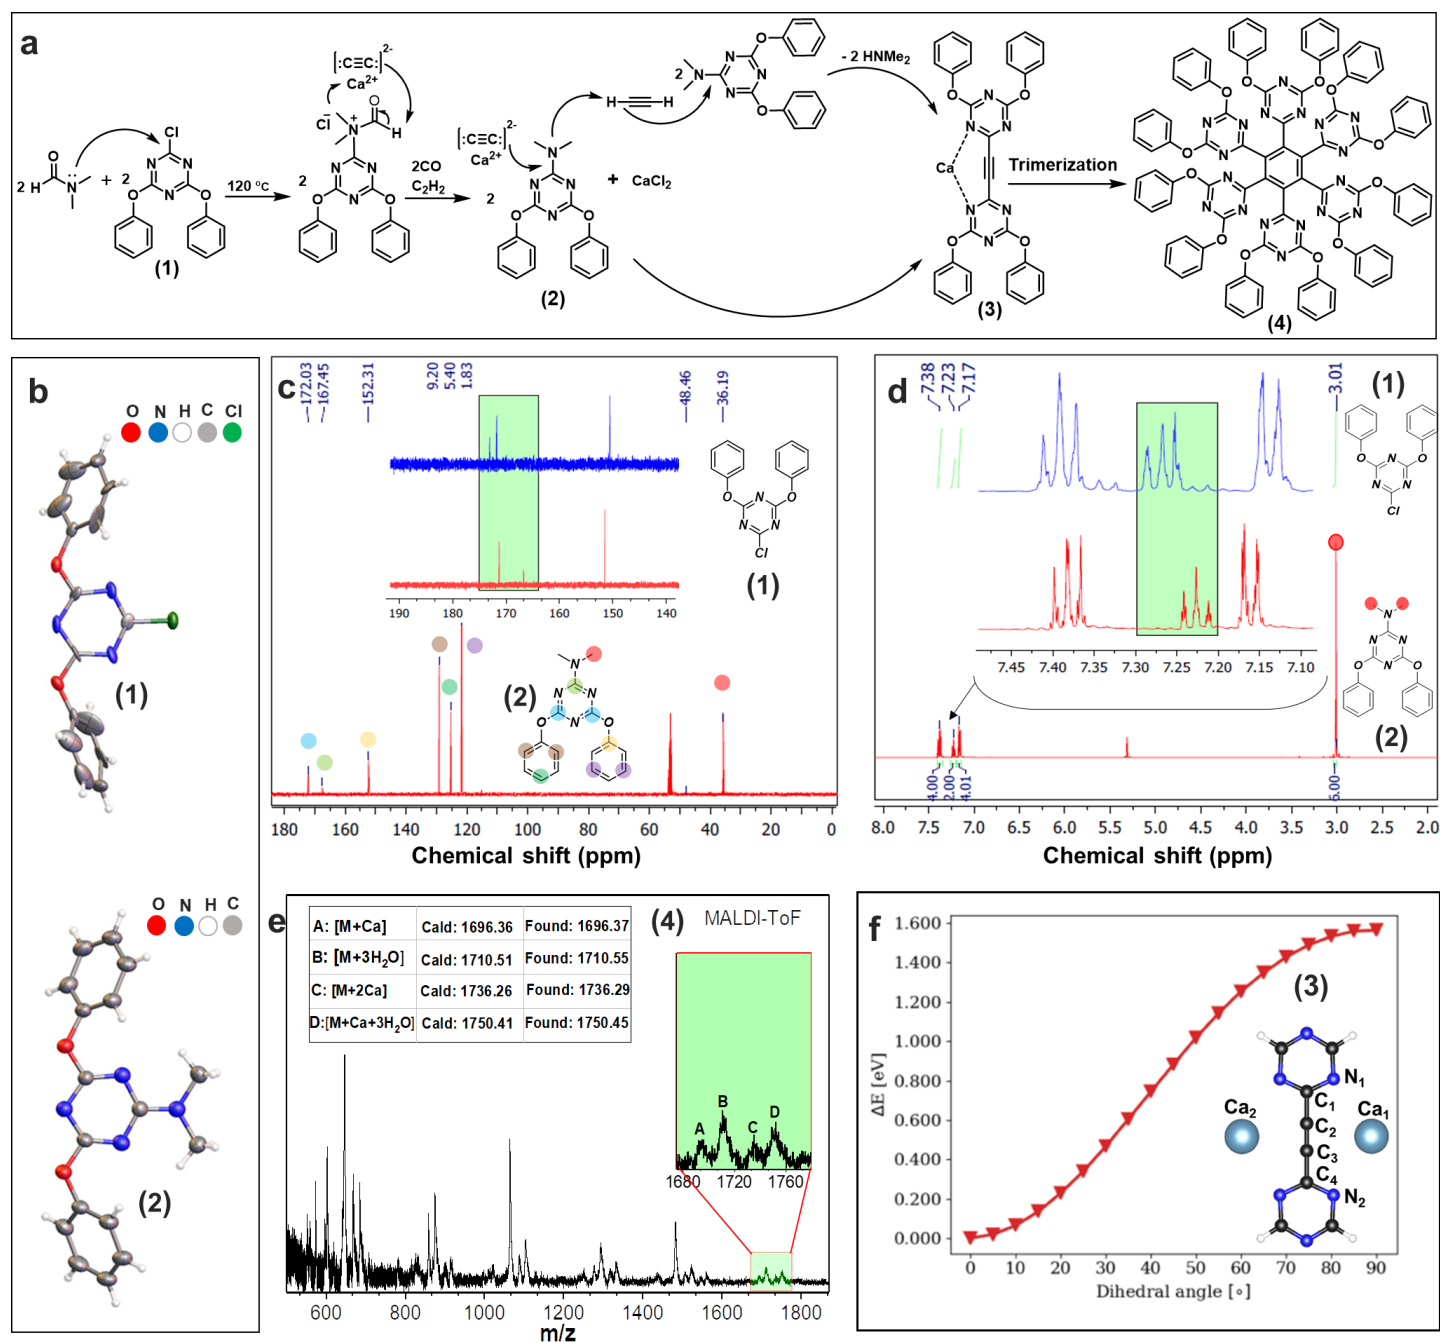 a
[:C≡C:]2-
Ca2+
Cl-
2
+
2
Cl
120 °C
(1)
2
2CO
C2H2
[:C≡C:]2-
Ca2+
2
(2)
+
CaCl2
H H
2
- 2 HNMe2
Ca
(3)
Trimerization
(4)
b
O N H C Cl
(1)
O N H C
(2)
c
172.03
167.45
152.31
9.20
5.40
1.83
48.46
36.19
190 180 170 160 150 140
(1)
(2)
180 160 140 120 100 80 60 40 20 0
Chemical shift (ppm)
d
7.38
7.23
7.17
3.01
(1)
Cl
7.45 7.40 7.35 7.30 7.25 7.20 7.15 7.10
(2)
4.00
2.00
4.01
6.00
8.0 7.5 7.0 6.5 6.0 5.5 5.0 4.5 4.0 3.5 3.0 2.5 2.0
Chemical shift (ppm)
e
A: [M+Ca] Cald: 1696.36 Found: 1696.37
B: [M+3H2O] Cald: 1710.51 Found: 1710.55
C: [M+2Ca] Cald: 1736.26 Found: 1736.29
D:[M+Ca+3H2O] Cald: 1750.41 Found: 1750.45
(4) MALDI-ToF
A B C D
1680 1720 1760
600 800 1000 1200 1400 1600 1800
m/z
f
1.600
1.400
1.200
1.000
0.800
0.600
0.400
0.200
0.000
ΔE [eV]
(3)
N1
C1
Ca2 Ca1
C2
C3
C4
N2
0 10 20 30 40 50 60 70 80 90
Dihedral angle [∘]